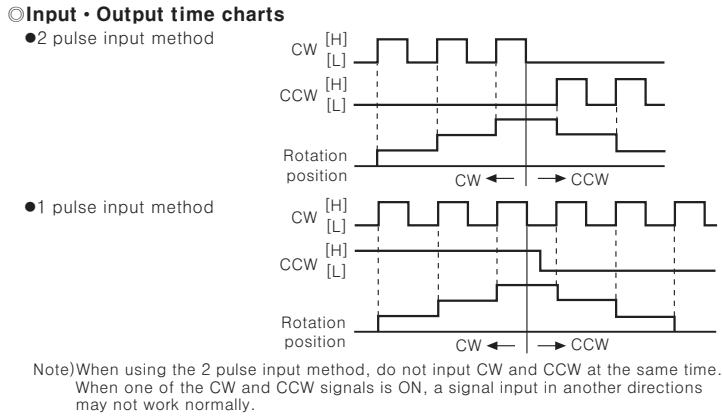 ◎Input • Output time charts
●2 pulse input method
CW [H]
[L]
CCW [H]
[L]
Rotation
position
CW CCW
●1 pulse input method
CW [H]
[L]
CCW [H]
[L]
Rotation
position
CW CCW
Note)When using the 2 pulse input method, do not input CW and CCW at the same time.
When one of the CW and CCW signals is ON, a signal input in another directions
may not work normally.